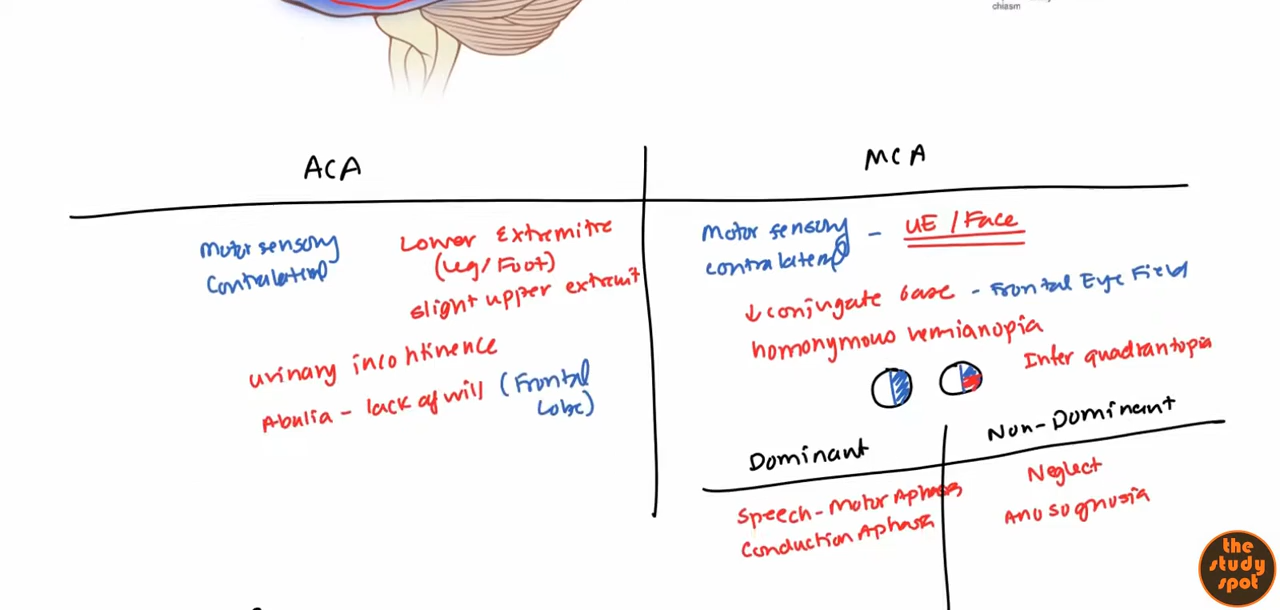 chiasm
ACA
MCA
Motor sensory
contralateral
Lower Extremitre
(leg/Foot)
slight upper extremit
urinary incontinence
Abulia - lack of will (Frontal
Lobe)
Motor sensory - UE / Face
contralateral
↓ conjugate base - Frontal Eye Field
homonymous hemianopia
Infer quadrantopia
Dominant
Non-Dominant
Speech - Motor Aphasia
Conduction Aphasia
Neglect
Anosognosia
the
study
spot